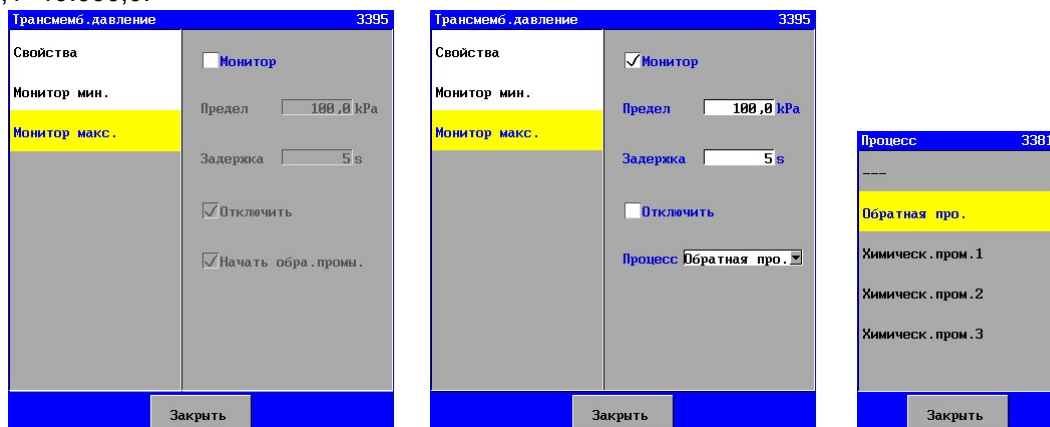 Трансмемб.давление 3395
Свойства
Монитор мин.
Монитор макс.
Монитор
Предел 100,0 kPa
Задержка 5 s
Отключить
Начать обра.промы.
Закрыть
Трансмемб.давление 3395
Свойства
Монитор мин.
Монитор макс.
Монитор
Предел 100,0 kPa
Задержка 5 s
Отключить
Процесс Обратная про.
Закрыть
Процесс 3381
---
Обратная про.
Химическ.пром.1
Химическ.пром.2
Химическ.пром.3
Закрыть